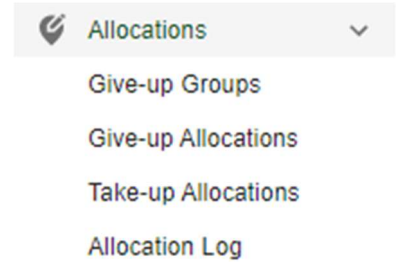 Allocations
Give-up Groups
Give-up Allocations
Take-up Allocations
Allocation Log